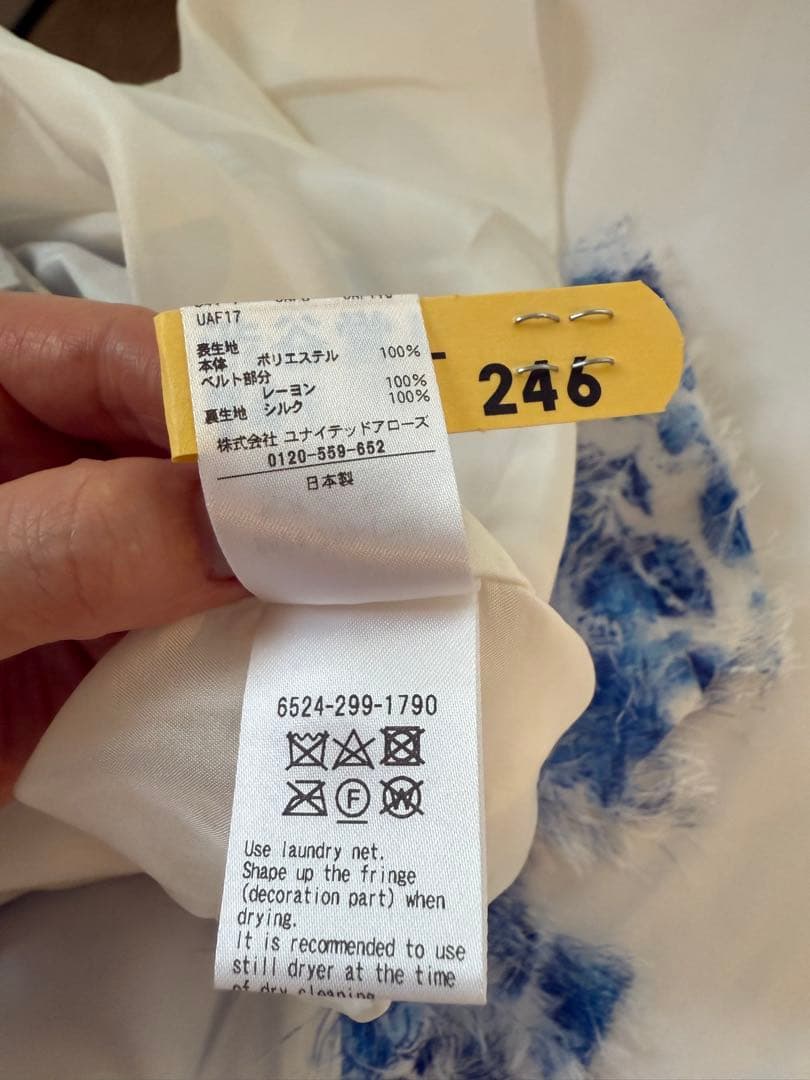 UAF17
表生地
本体 ポリエステル 100%
ベルト部分
レーヨン 100%
裏生地 シルク 100%
株式会社 ユナイテッドアローズ
0120-559-652
日本製
246
6524-299-1790
F
W
Use laundry net.
Shape up the fringe
(decoration part) when
drying.
It is recommended to use
still dryer at the time
of dry cleaning